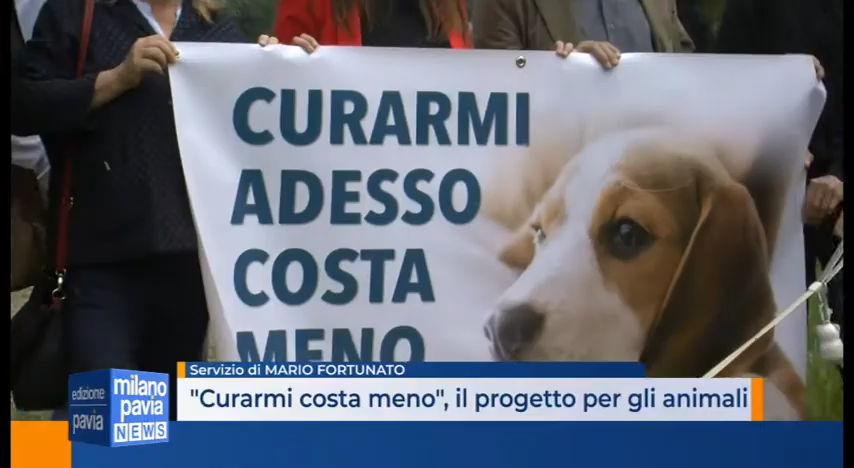 CURARMI
ADESSO
COSTA
MENO
Servizio di MARIO FORTUNATO
"Curarmi costa meno", il progetto per gli animali
edizione
pavia
milano
pavia
NEWS